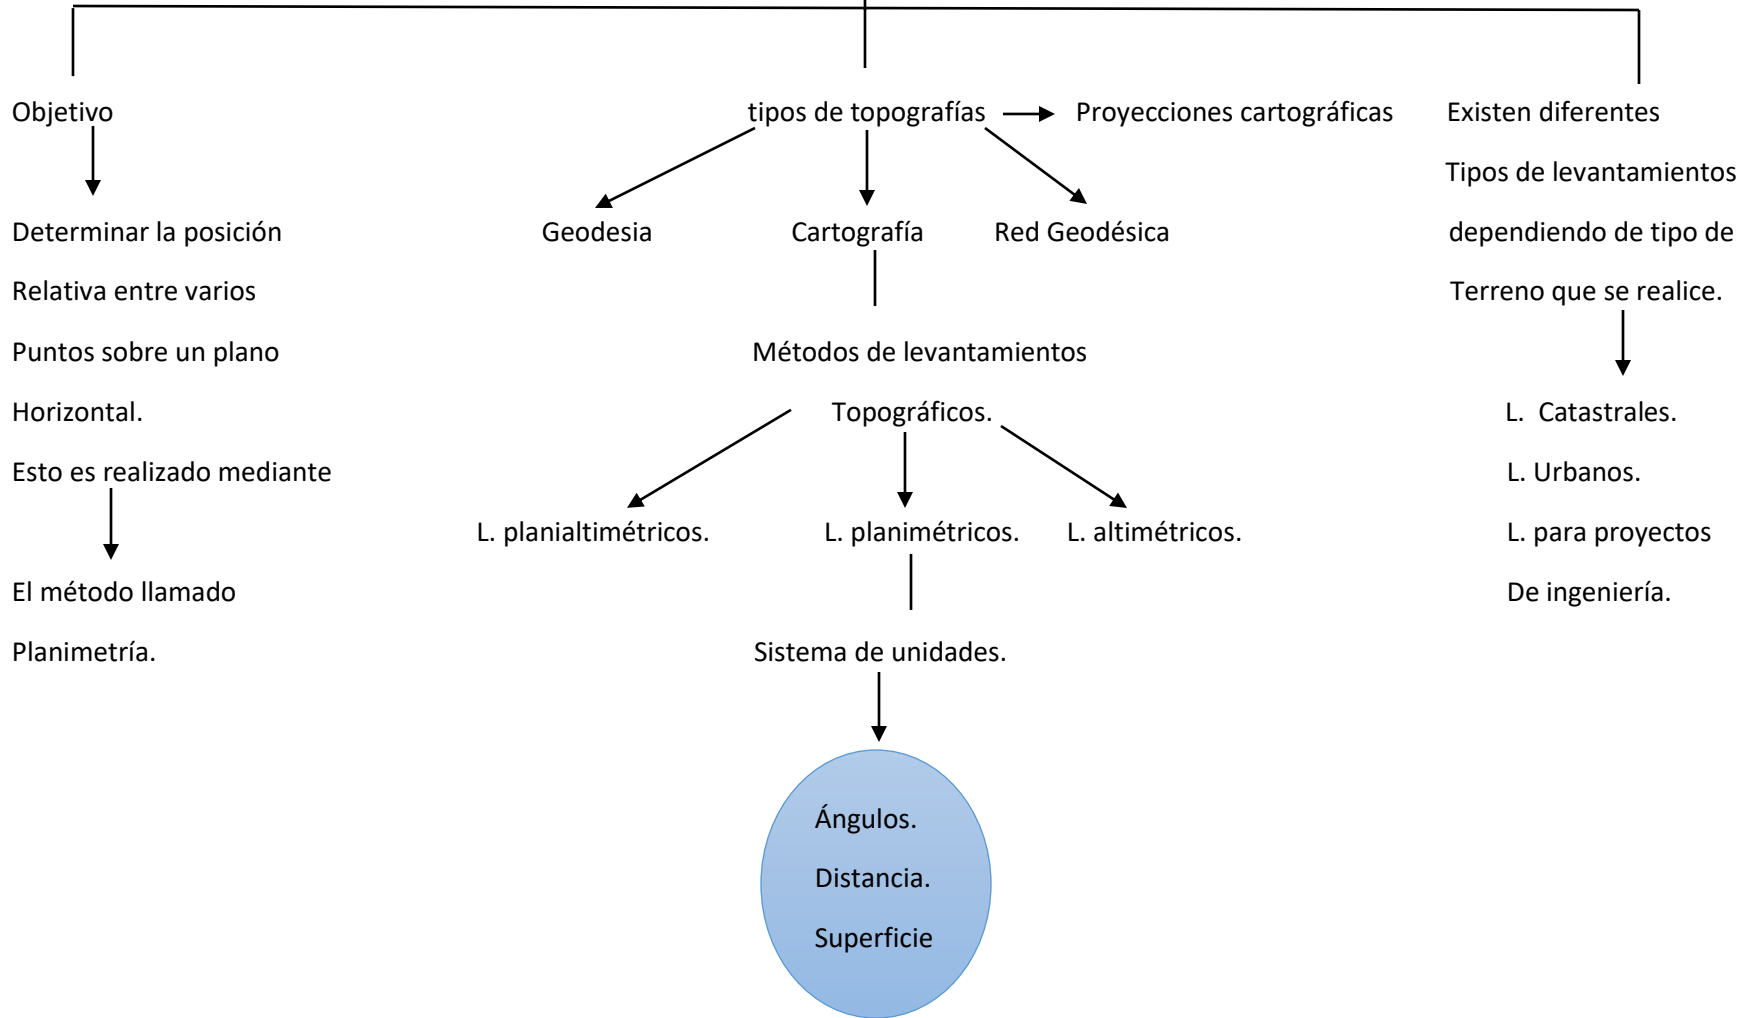 Objetivo
Determinar la posición
Relativa entre varios
Puntos sobre un plano
Horizontal.
Esto es realizado mediante
El método llamado
Planimetría.
tipos de topografías
Proyecciones cartográficas
Geodesia
Cartografía
Red Geodésica
Métodos de levantamientos
Topográficos.
L. planialtimétricos.
L. planimétricos.
L. altimétricos.
Sistema de unidades.
Ángulos.
Distancia.
Superficie
Existen diferentes
Tipos de levantamientos
dependiendo de tipo de
Terreno que se realice.
L. Catastrales.
L. Urbanos.
L. para proyectos
De ingeniería.